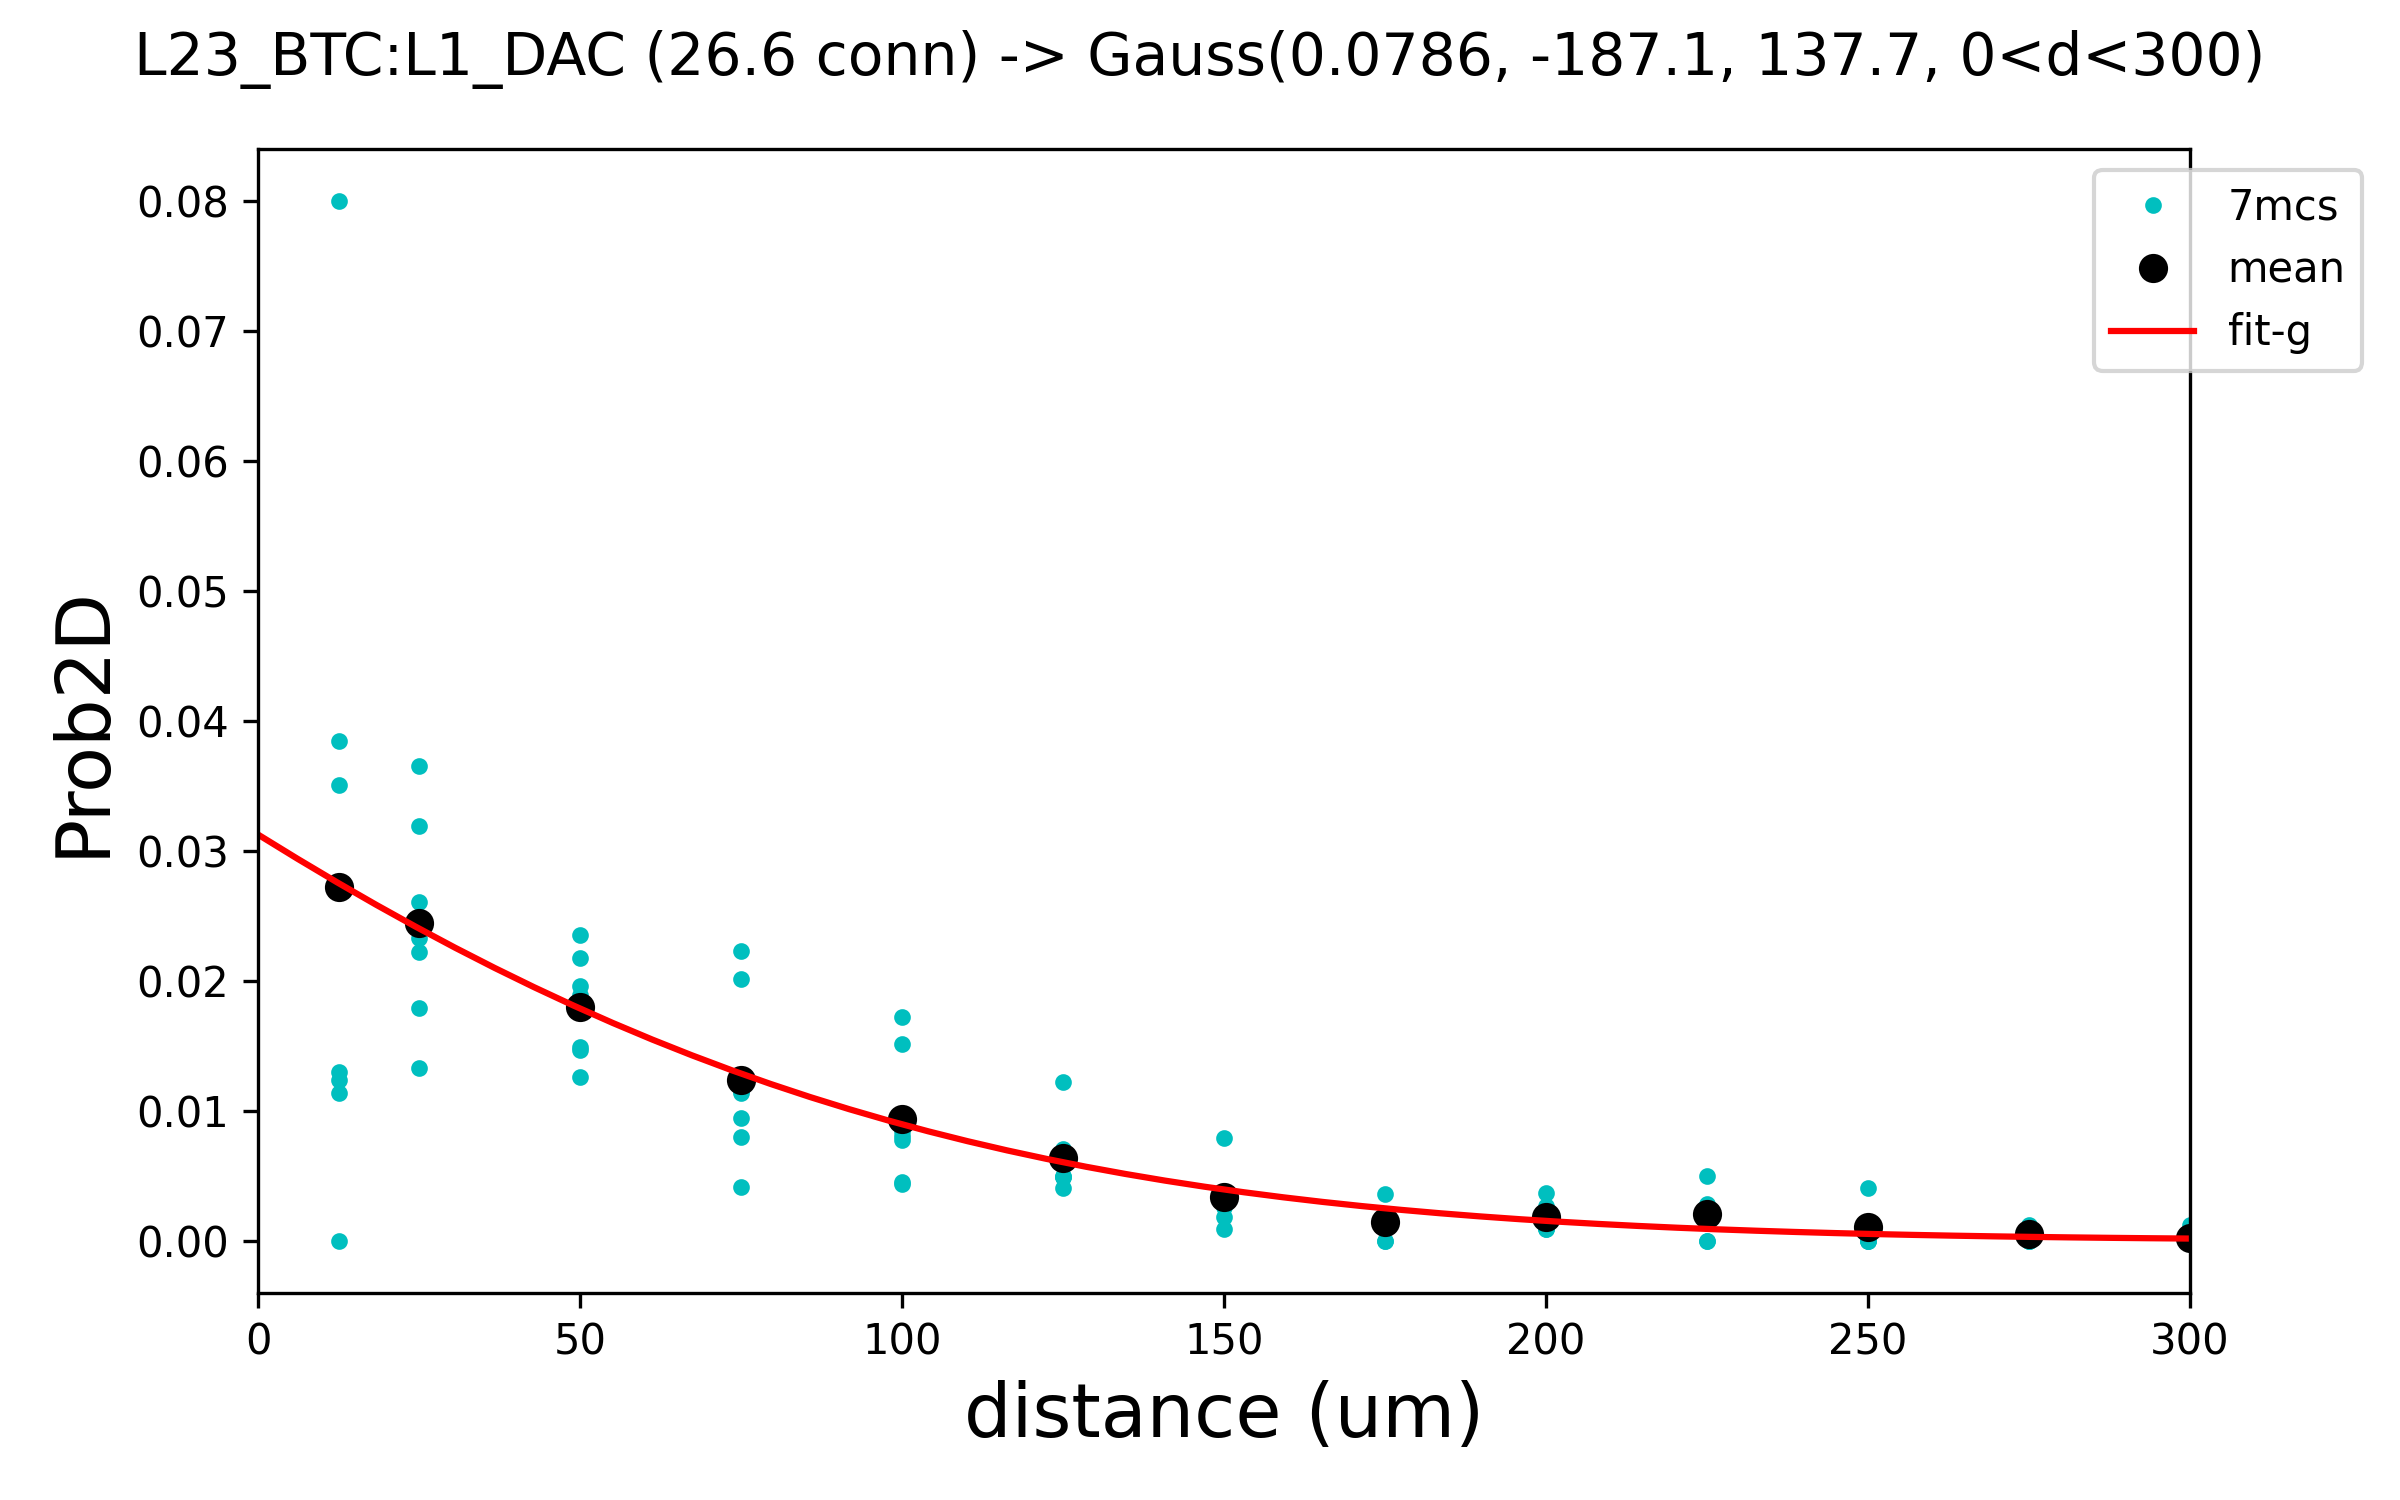 L23_BTC:L1_DAC (26.6 conn) -> Gauss(0.0786, -187.1, 137.7, 0<d<300)
7mcs
mean
fit-g
Prob2D
0.08
0.07
0.06
0.05
0.04
0.03
0.02
0.01
0.00
0 50 100 150 200 250 300
distance (um)